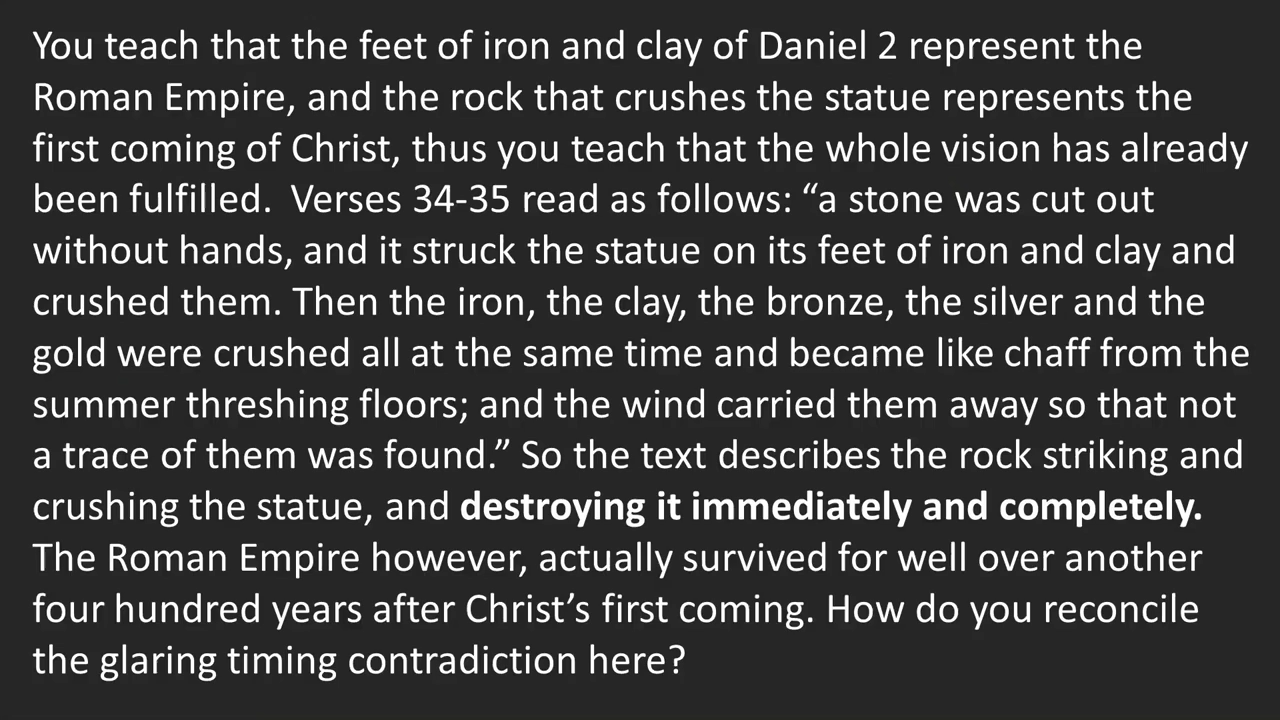 You teach that the feet of iron and clay of Daniel 2 represent the
Roman Empire, and the rock that crushes the statue represents the
first coming of Christ, thus you teach that the whole vision has already
been fulfilled.  Verses 34-35 read as follows: “a stone was cut out
without hands, and it struck the statue on its feet of iron and clay and
crushed them. Then the iron, the clay, the bronze, the silver and the
gold were crushed all at the same time and became like chaff from the
summer threshing floors; and the wind carried them away so that not
a trace of them was found.” So the text describes the rock striking and
crushing the statue, and destroying it immediately and completely.
The Roman Empire however, actually survived for well over another
four hundred years after Christ’s first coming. How do you reconcile
the glaring timing contradiction here?